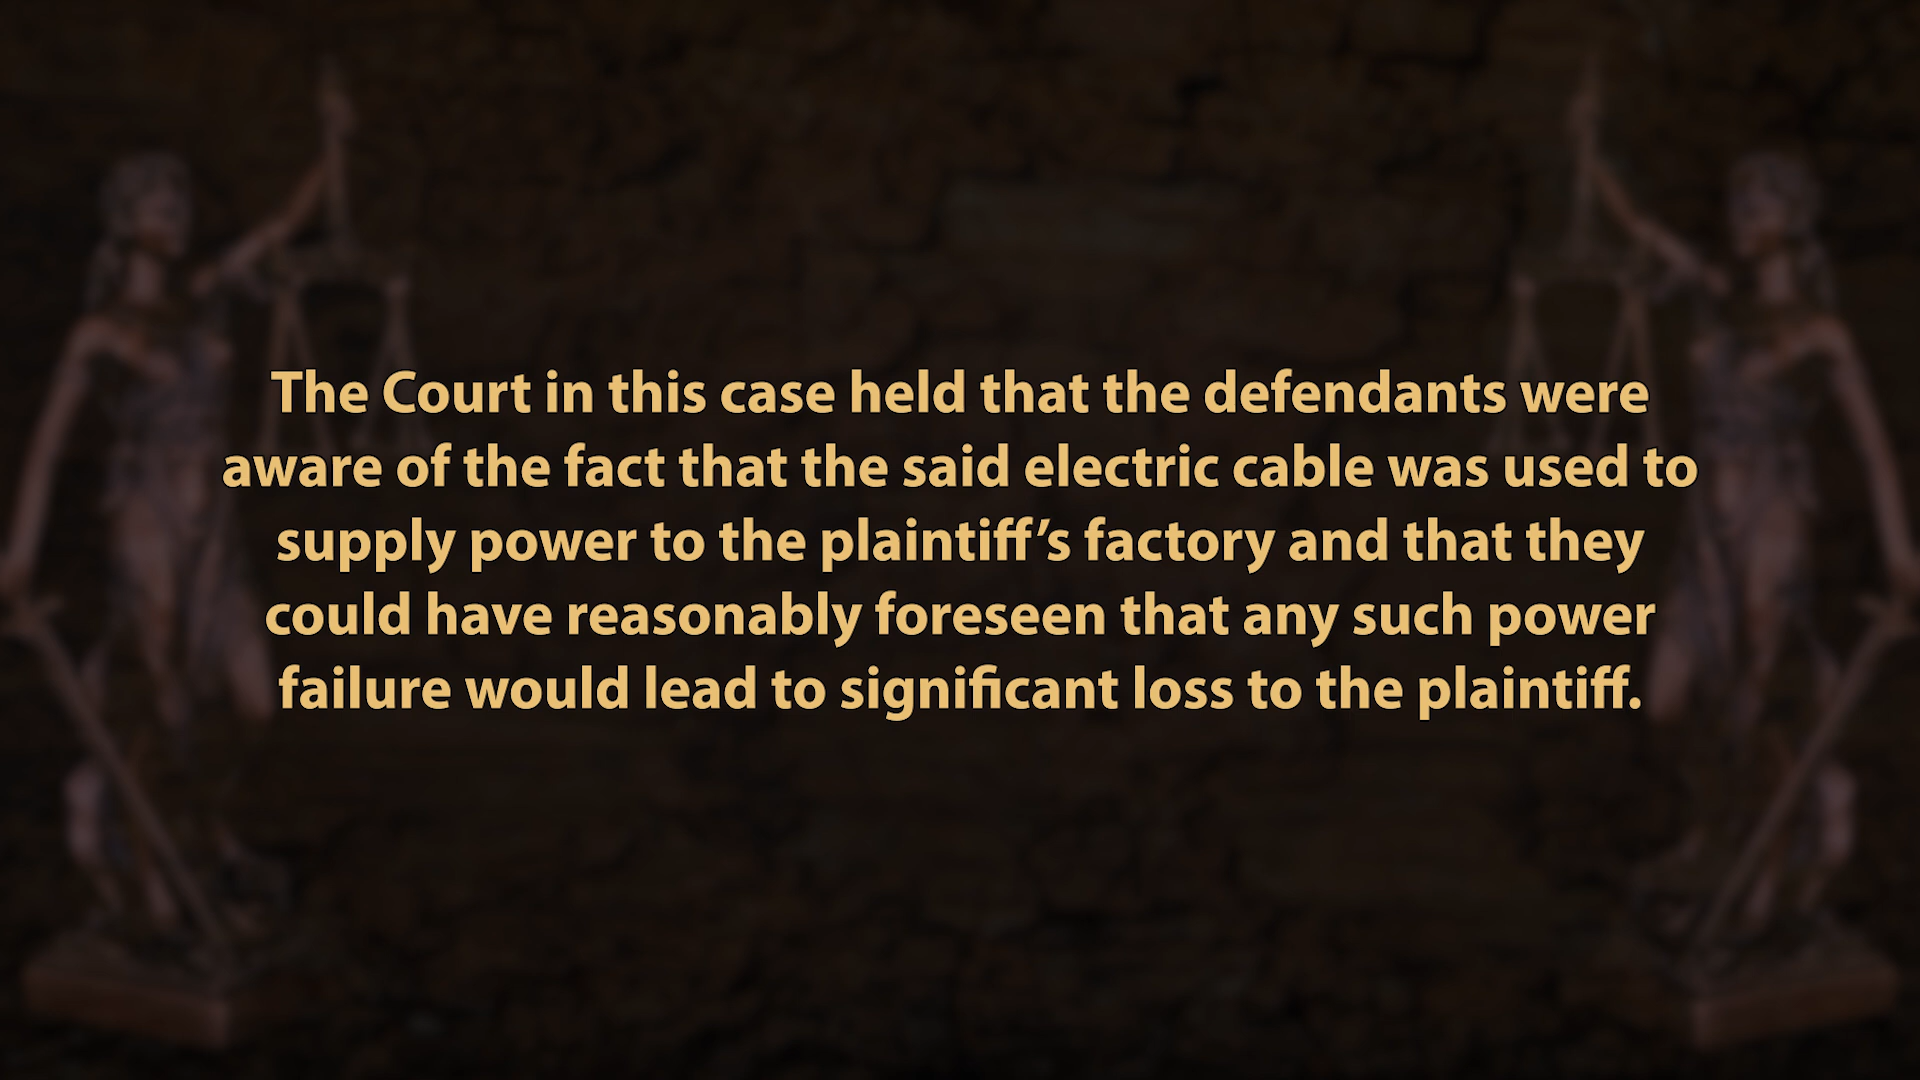 The Court in this case held that the defendants were
aware of the fact that the said electric cable was used to
supply power to the plaintiff’s factory and that they
could have reasonably foreseen that any such power
failure would lead to significant loss to the plaintiff.